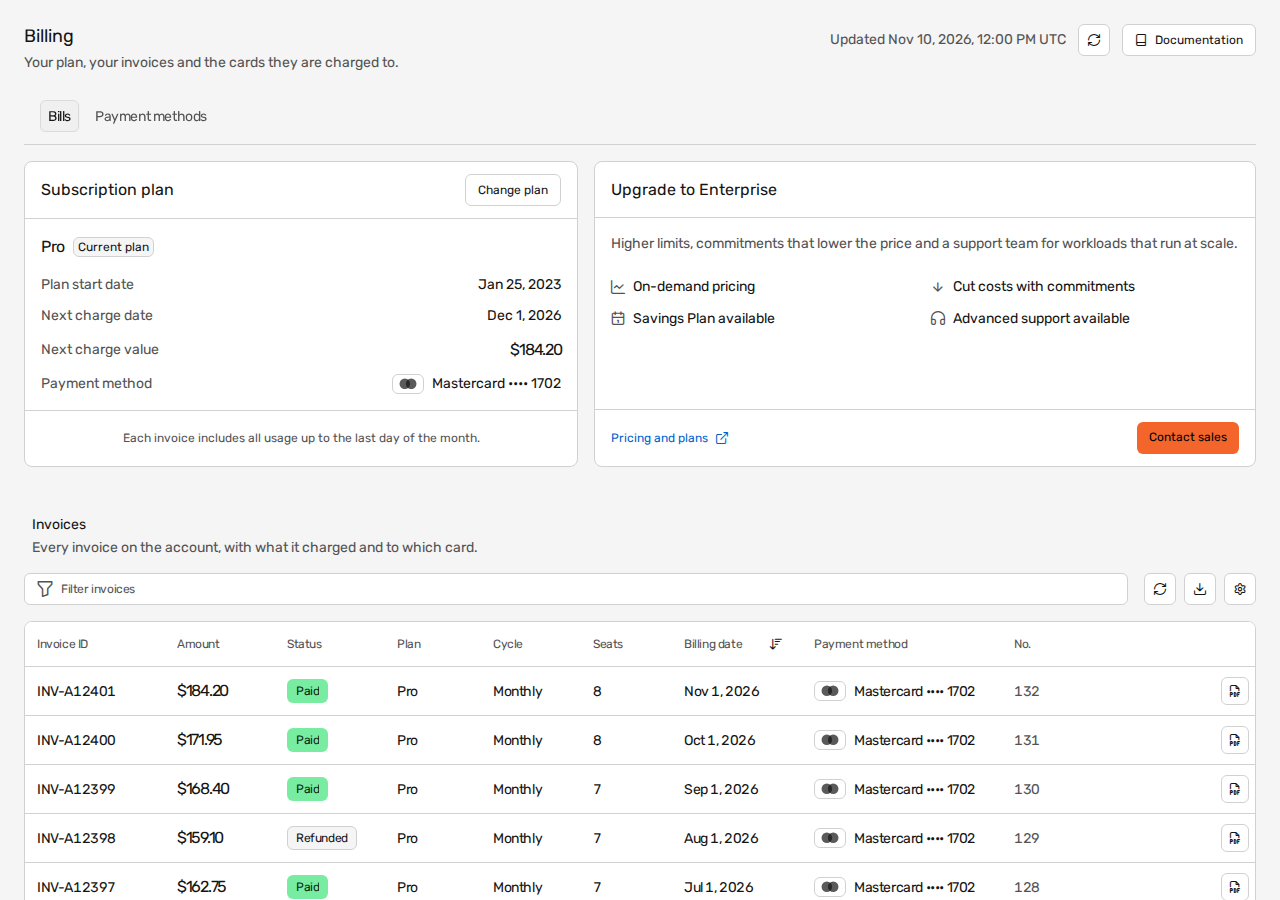 Billing
Updated Nov 10, 2026, 12:00 PM UTC
Documentation
Your plan, your invoices and the cards they are charged to.
Bills
Payment methods
Subscription plan
Change plan
Pro
Current plan
Plan start date
Jan 25, 2023
Next charge date
Dec 1, 2026
Next charge value
$184.20
Payment method
Mastercard •••• 1702
Each invoice includes all usage up to the last day of the month.
Upgrade to Enterprise
Higher limits, commitments that lower the price and a support team for workloads that run at scale.
On-demand pricing
Cut costs with commitments
Savings Plan available
Advanced support available
Pricing and plans
Contact sales
Invoices
Every invoice on the account, with what it charged and to which card.
Filter invoices
Invoice ID Amount Status Plan Cycle Seats Billing date Payment method No.
INV-A12401 $184.20 Paid Pro Monthly 8 Nov 1, 2026 Mastercard •••• 1702 132 PDF
INV-A12400 $171.95 Paid Pro Monthly 8 Oct 1, 2026 Mastercard •••• 1702 131 PDF
INV-A12399 $168.40 Paid Pro Monthly 7 Sep 1, 2026 Mastercard •••• 1702 130 PDF
INV-A12398 $159.10 Refunded Pro Monthly 7 Aug 1, 2026 Mastercard •••• 1702 129 PDF
INV-A12397 $162.75 Paid Pro Monthly 7 Jul 1, 2026 Mastercard •••• 1702 128 PDF